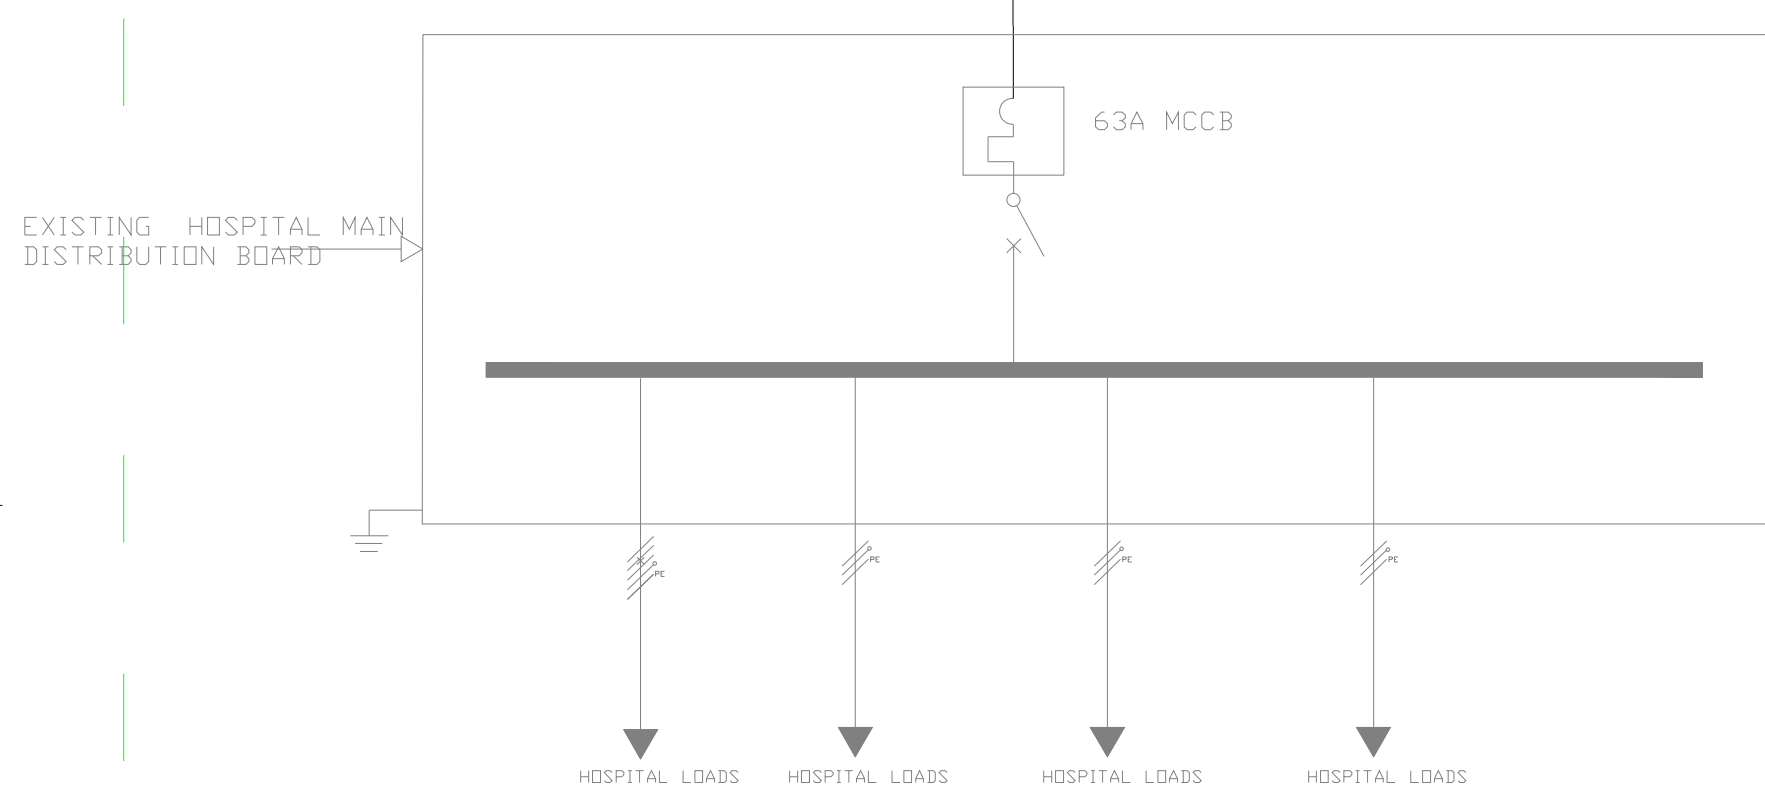 63A MCCB
EXISTING HOSPITAL MAIN
DISTRIBUTION BOARD
PE
PE
PE
PE
HOSPITAL LOADS
HOSPITAL LOADS
HOSPITAL LOADS
HOSPITAL LOADS